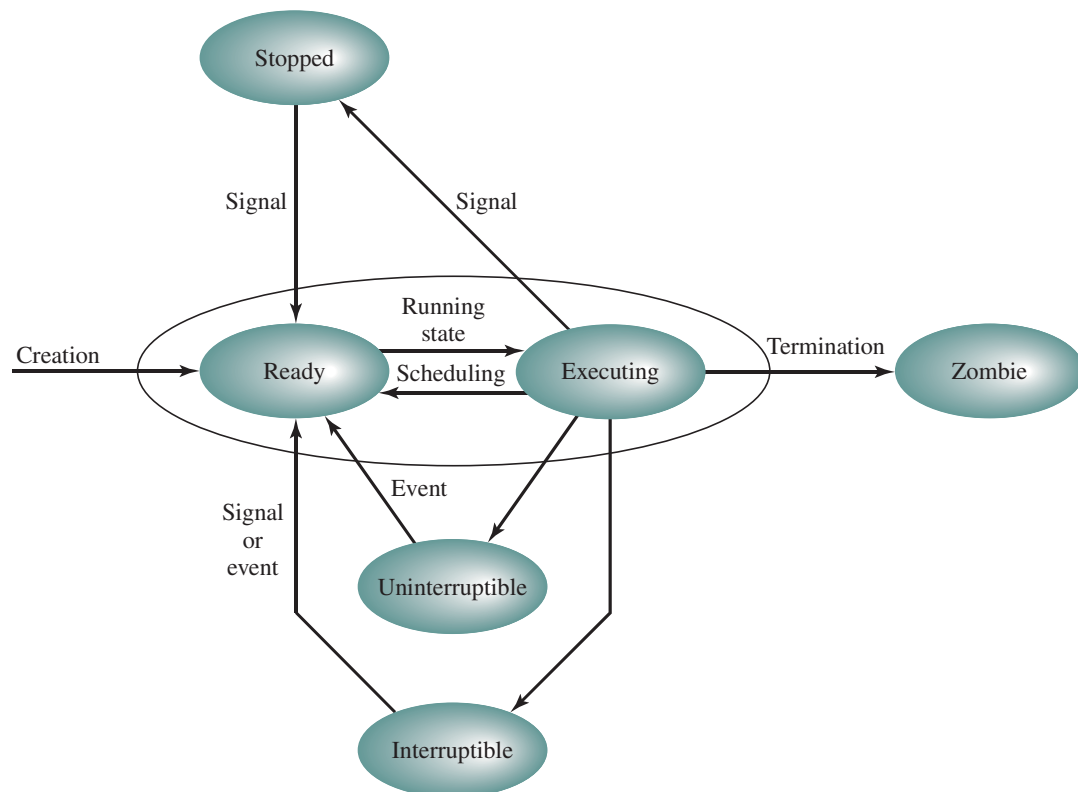 Stopped
Signal
Signal
Running
state
Creation
Ready
Scheduling
Executing
Termination
Zombie
Event
Signal
or
event
Uninterruptible
Interruptible